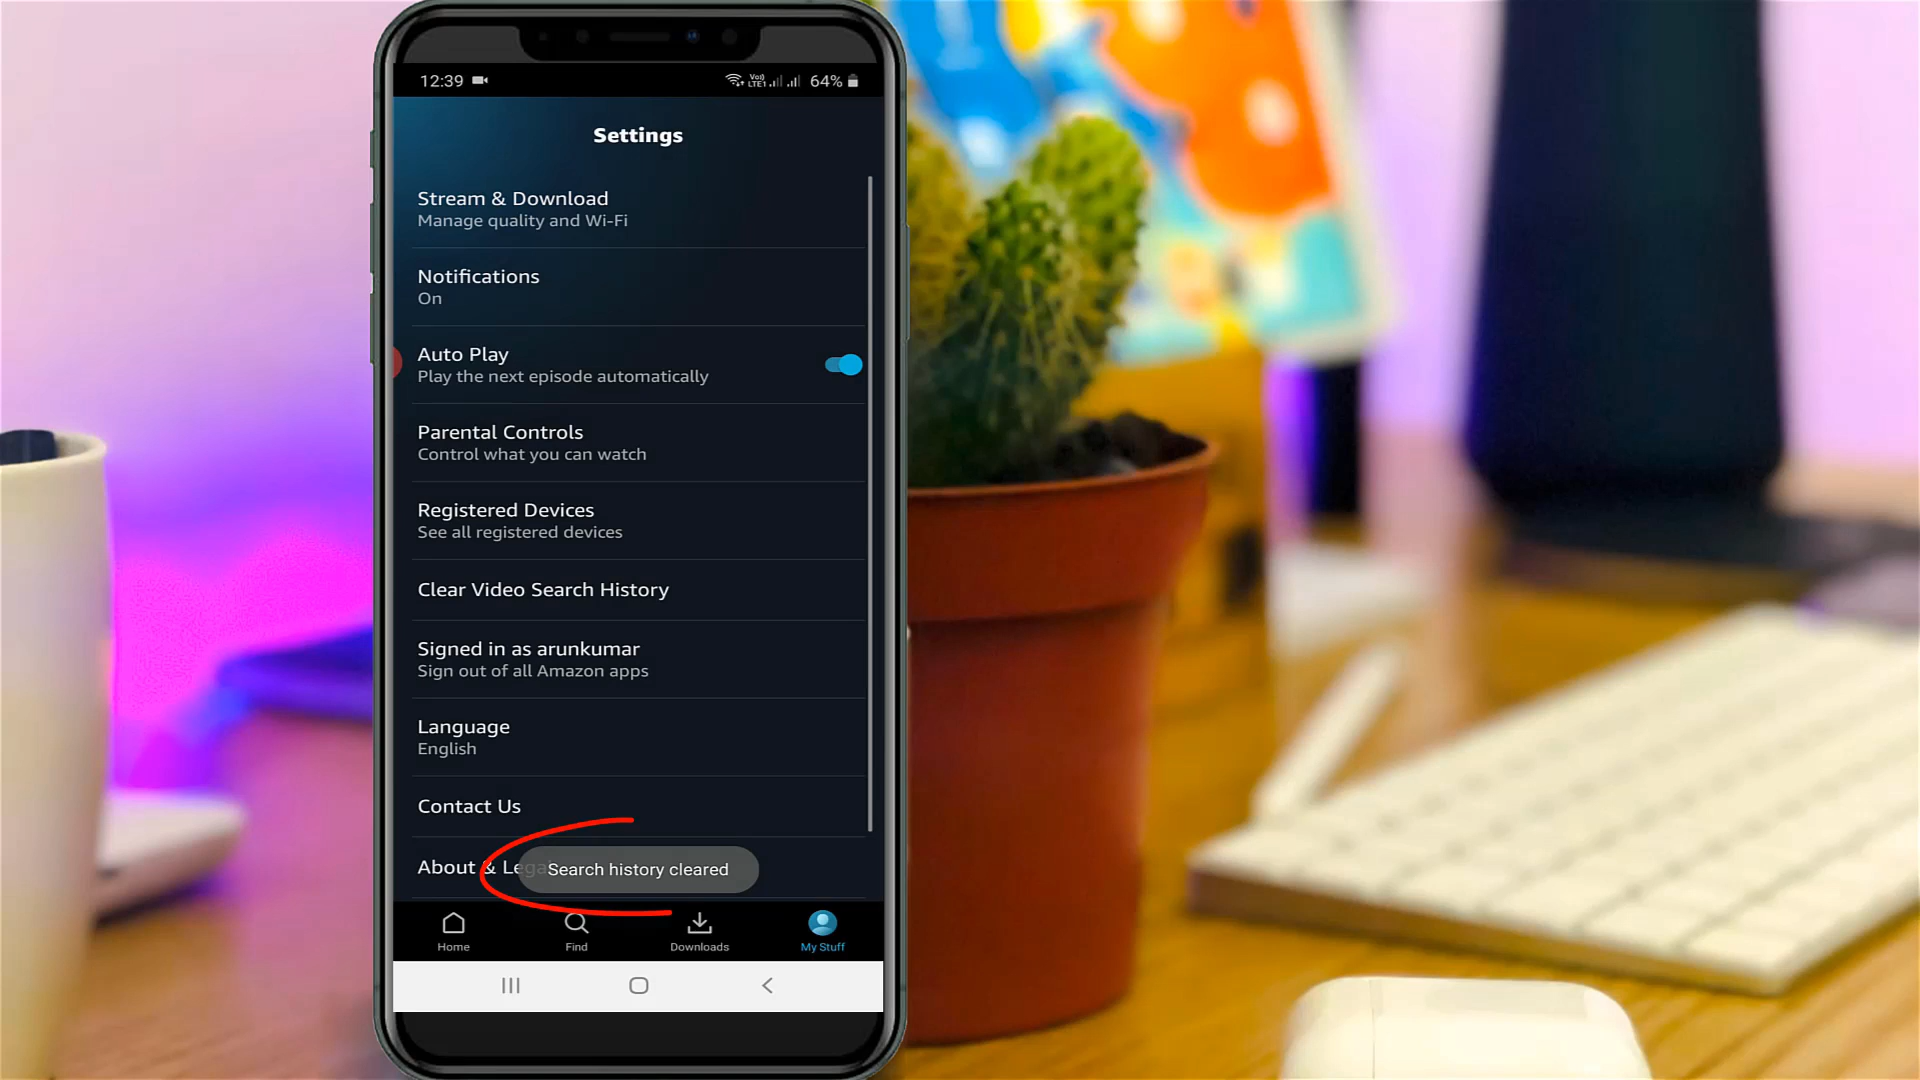 12:39
Vo)) LTE1 64%
Settings
Stream & Download
Manage quality and Wi-Fi
Notifications
On
Auto Play
Play the next episode automatically
Parental Controls
Control what you can watch
Registered Devices
See all registered devices
Clear Video Search History
Signed in as arunkumar
Sign out of all Amazon apps
Language
English
Contact Us
About & Lega
Search history cleared
Home
Find
Downloads
My Stuff